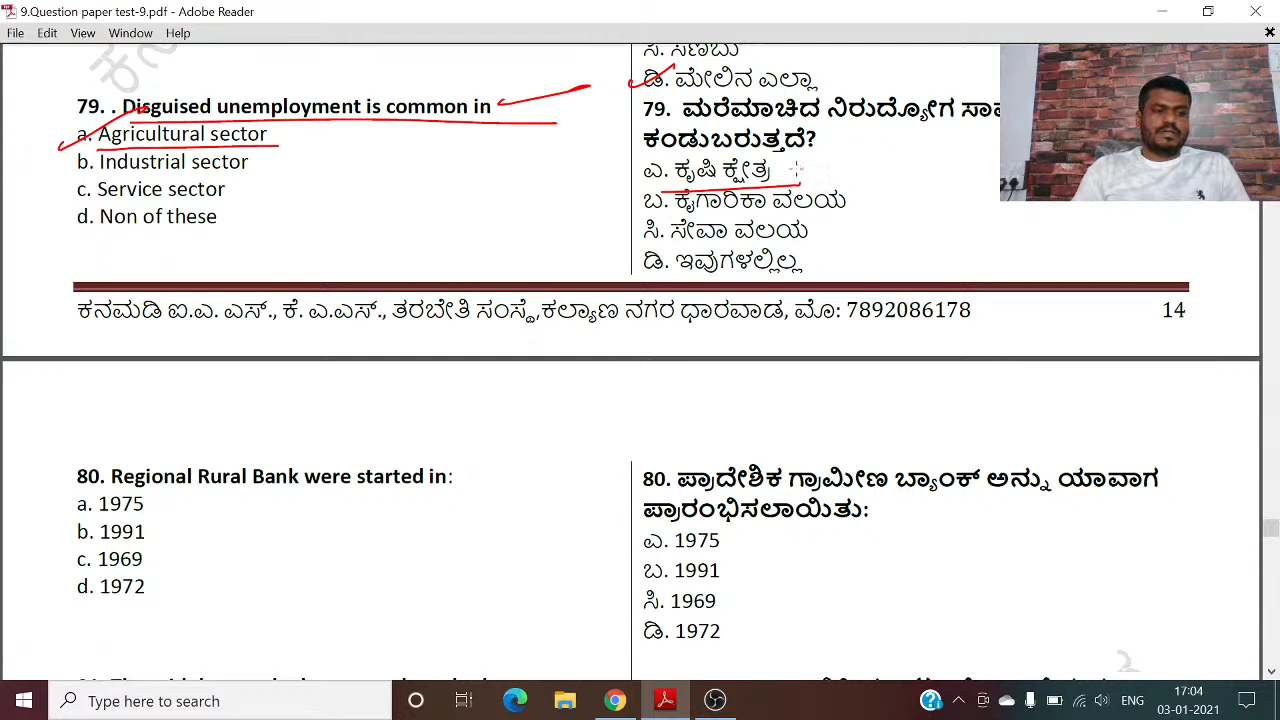 9.Question paper test-9.pdf - Adobe Reader
File Edit View Window Help
79. . Disguised unemployment is common in
a. Agricultural sector
b. Industrial sector
c. Service sector
d. Non of these
ಸಿ. ಸೆಣಬು
ಡಿ. ಮೇಲಿನ ಎಲ್ಲಾ
79. ಮರೆಮಾಚಿದ ನಿರುದ್ಯೋಗ
ಕಂಡುಬರುತ್ತದೆ?
ಎ. ಕೃಷಿ ಕ್ಷೇತ್ರ
ಬ. ಕೈಗಾರಿಕಾ ವಲಯ
ಸಿ. ಸೇವಾ ವಲಯ
ಡಿ. ಇವುಗಳಲ್ಲಿಲ್ಲ
ಕನಮಡಿ ಐ.ಎ. ಎಸ್., ಕೆ. ಎ.ಎಸ್., ತರಬೇತಿ ಸಂಸ್ಥೆ,ಕಲ್ಯಾಣ ನಗರ ಧಾರವಾಡ, ಮೊ: 7892086178 14
80. Regional Rural Bank were started in:
a. 1975
b. 1991
c. 1969
d. 1972
80. ಪ್ರಾದೇಶಿಕ ಗ್ರಾಮೀಣ ಬ್ಯಾಂಕ್ ಅನ್ನು ಯಾವಾಗ
ಪ್ರಾರಂಭಿಸಲಾಯಿತು:
ಎ. 1975
ಬ. 1991
ಸಿ. 1969
ಡಿ. 1972
Type here to search
ENG
17:04
03-01-2021